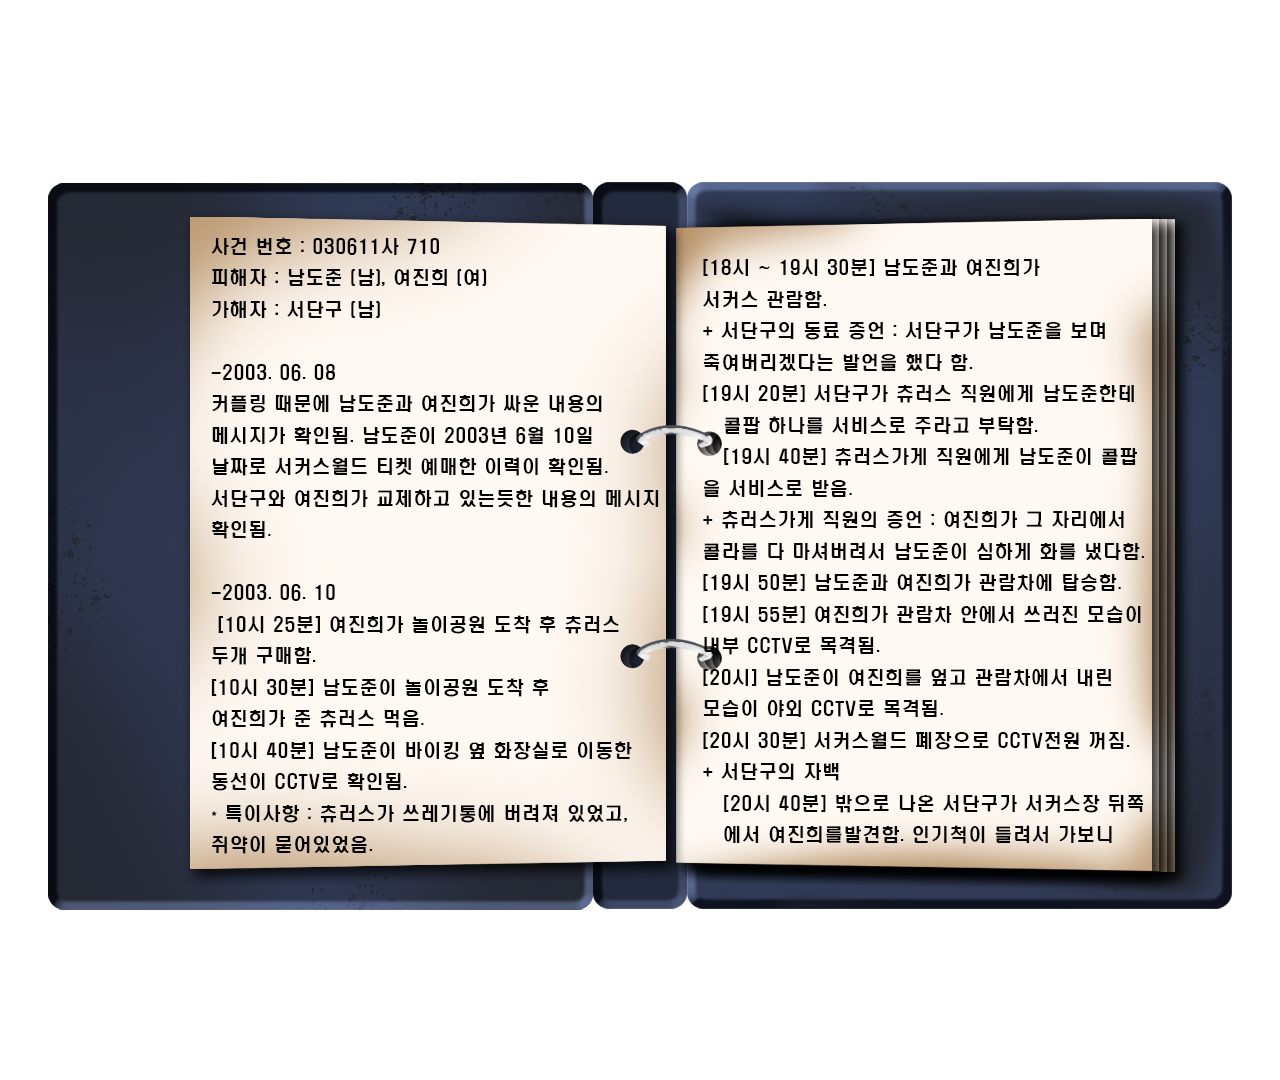 사건 번호 : 030611사 710
피해자 : 남도준 (남), 여진희 (여)
가해자 : 서단구 (남)
-2003. 06. 08
커플링 때문에 남도준과 여진희가 싸운 내용의
메시지가 확인됨. 남도준이 2003년 6월 10일
날짜로 서커스월드 티켓 예매한 이력이 확인됨.
서단구와 여진희가 교제하고 있는듯한 내용의 메시지
확인됨.
-2003. 06. 10
[10시 25분] 여진희가 놀이공원 도착 후 츄러스
두개 구매함.
[10시 30분] 남도준이 놀이공원 도착 후
여진희가 준 츄러스 먹음.
[10시 40분] 남도준이 바이킹 옆 화장실로 이동한
동선이 CCTV로 확인됨.
* 특이사항 : 츄러스가 쓰레기통에 버려져 있었고,
쥐약이 묻어있었음.
[18시 ~ 19시 30분] 남도준과 여진희가
서커스 관람함.
+ 서단구의 동료 증언 : 서단구가 남도준을 보며
죽여버리겠다는 발언을 했다 함.
[19시 20분] 서단구가 츄러스 직원에게 남도준한테
콜팝 하나를 서비스로 주라고 부탁함.
[19시 40분] 츄러스가게 직원에게 남도준이 콜팝
을 서비스로 받음.
+ 츄러스가게 직원의 증언 : 여진희가 그 자리에서
콜라를 다 마셔버려서 남도준이 심하게 화를 냈다함.
[19시 50분] 남도준과 여진희가 관람차에 탑승함.
[19시 55분] 여진희가 관람차 안에서 쓰러진 모습이
내부 CCTV로 목격됨.
[20시] 남도준이 여진희를 엎고 관람차에서 내린
모습이 야외 CCTV로 목격됨.
[20시 30분] 서커스월드 폐장으로 CCTV전원 꺼짐.
+ 서단구의 자백
[20시 40분] 밖으로 나온 서단구가 서커스장 뒤쪽
에서 여진희를발견함. 인기척이 들려서 가보니